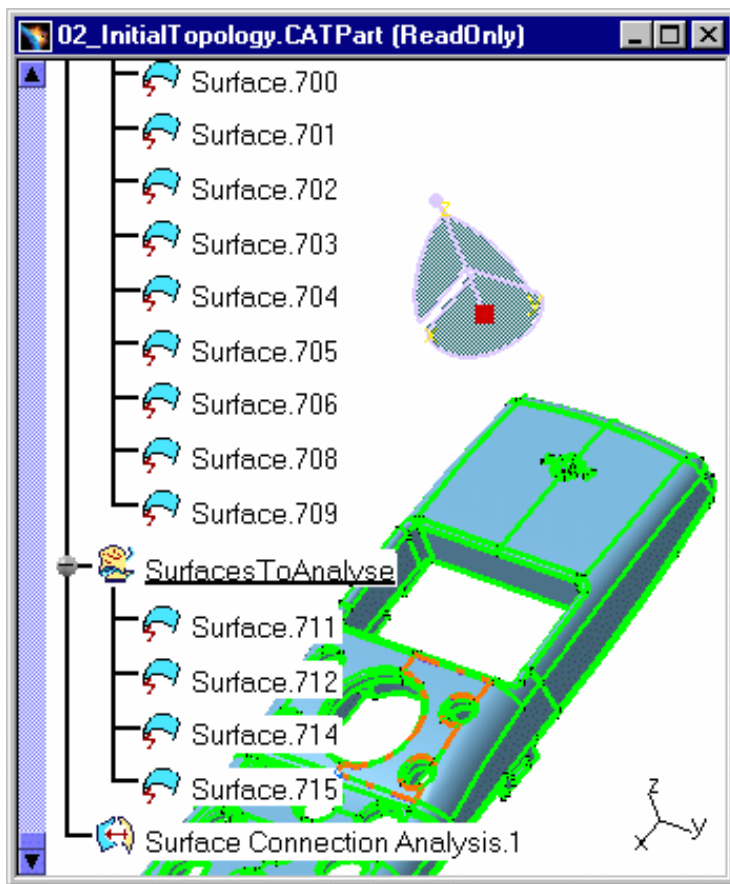 02_InitialTopology.CATPart (ReadOnly)
Surface.700
Surface.701
Surface.702
Surface.703
Surface.704
Surface.705
Surface.706
Surface.708
Surface.709
SurfacesToAnalyse
Surface.711
Surface.712
Surface.714
Surface.715
Surface Connection Analysis.1
z
y
x
z
y
x